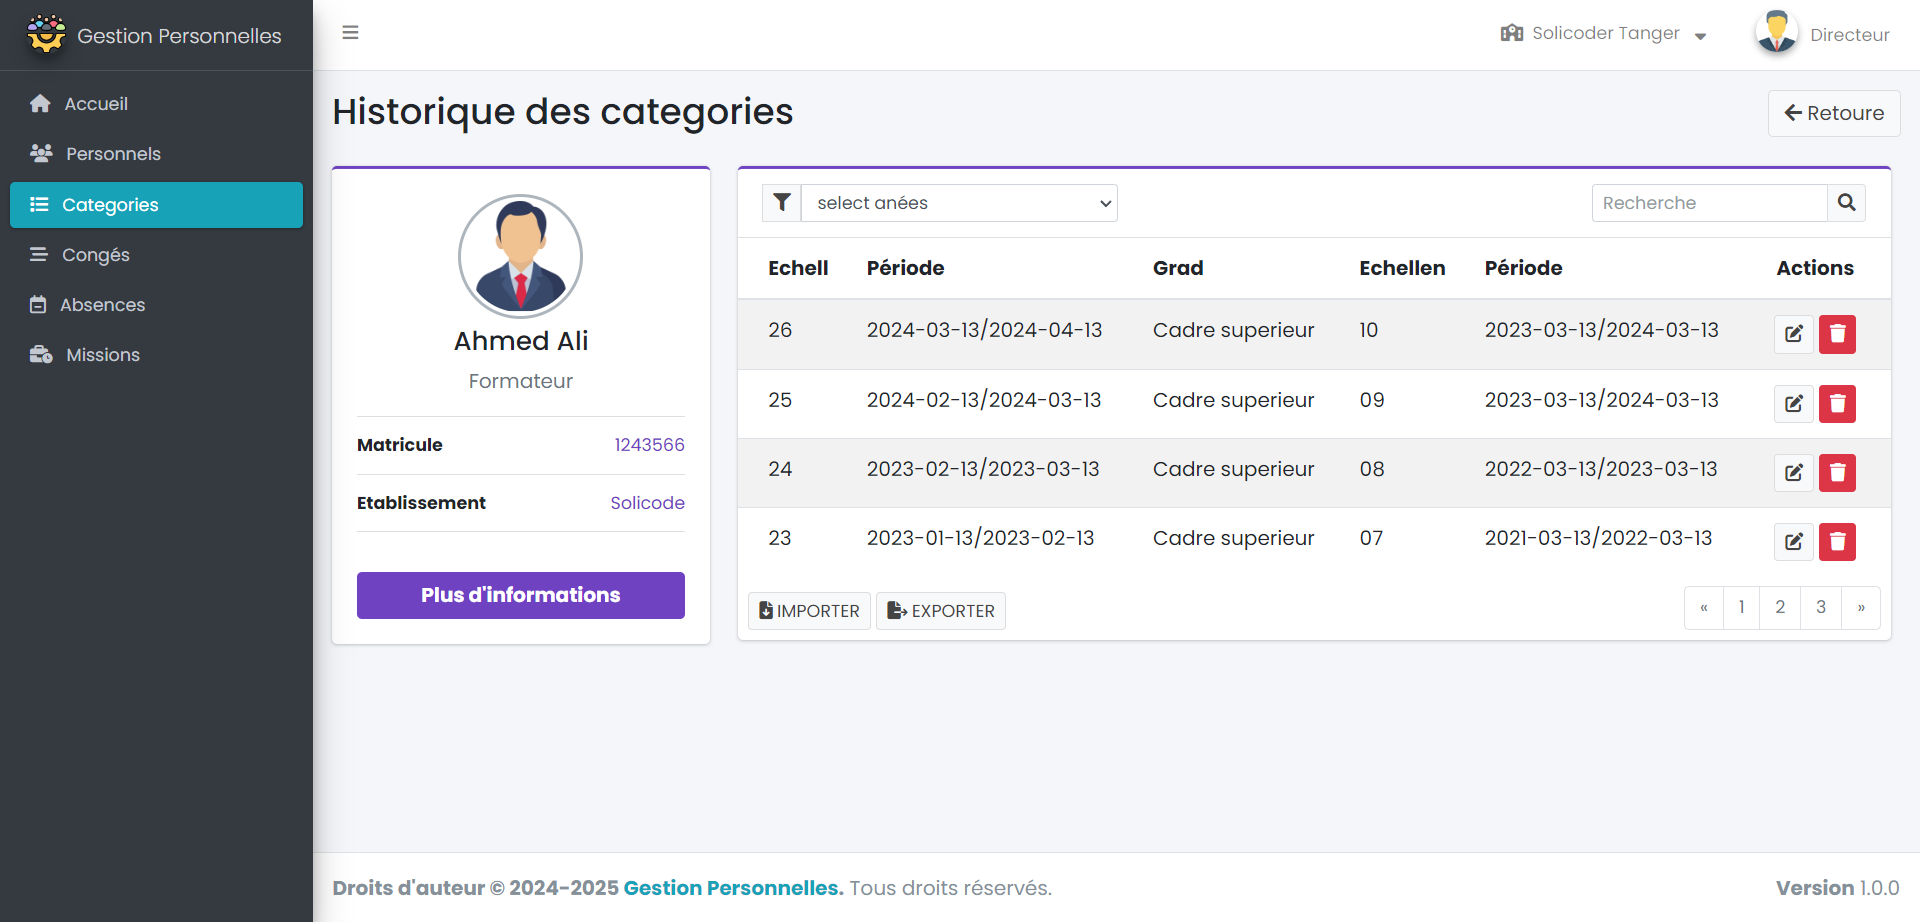 Gestion Personnelles
Solicoder Tanger
Directeur
Accueil
Personnels
Categories
Congés
Absences
Missions
Historique des categories
Retoure
Ahmed Ali
Formateur
Matricule 1243566
Etablissement Solicode
Plus d'informations
select anées
Recherche
Echell Période Grad Echellen Période Actions
26 2024-03-13/2024-04-13 Cadre superieur 10 2023-03-13/2024-03-13
25 2024-02-13/2024-03-13 Cadre superieur 09 2023-03-13/2024-03-13
24 2023-02-13/2023-03-13 Cadre superieur 08 2022-03-13/2023-03-13
23 2023-01-13/2023-02-13 Cadre superieur 07 2021-03-13/2022-03-13
IMPORTER EXPORTER
« 1 2 3 »
Droits d'auteur © 2024-2025 Gestion Personnelles. Tous droits réservés.
Version 1.0.0